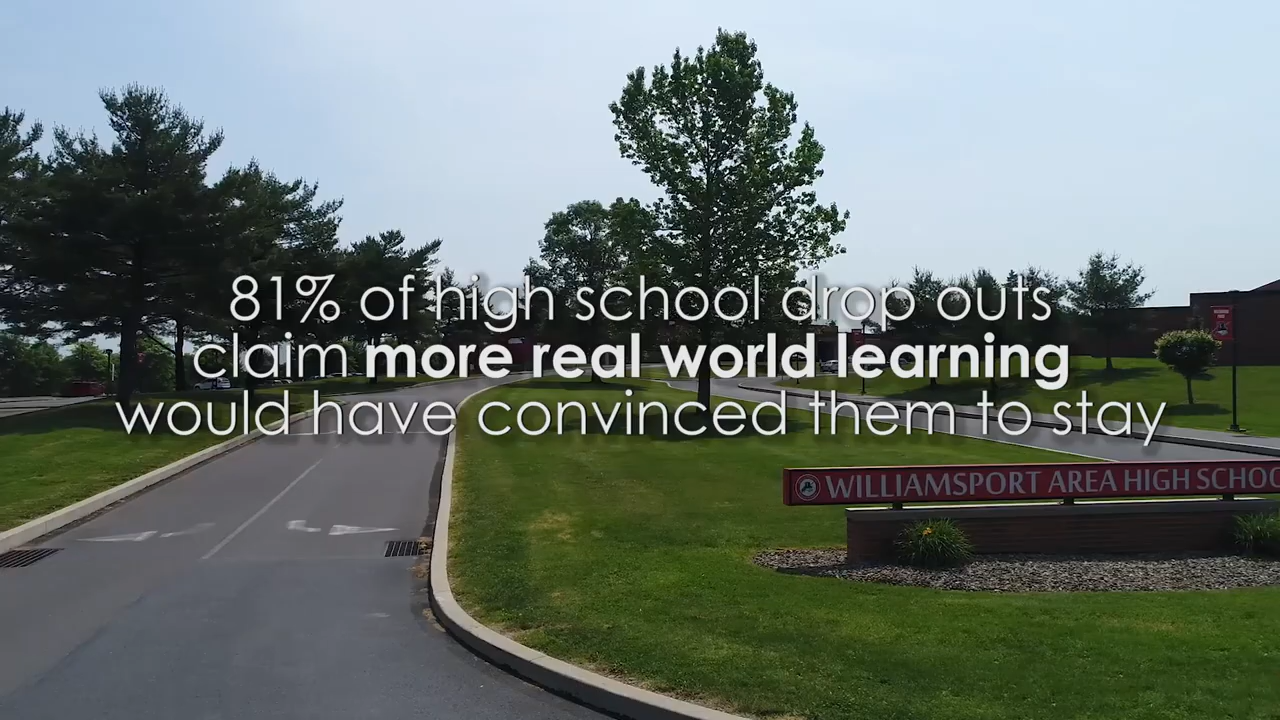 81% of high school drop outs
claim more real world learning
would have convinced them to stay
WILLIAMSPORT AREA HIGH SCHOO